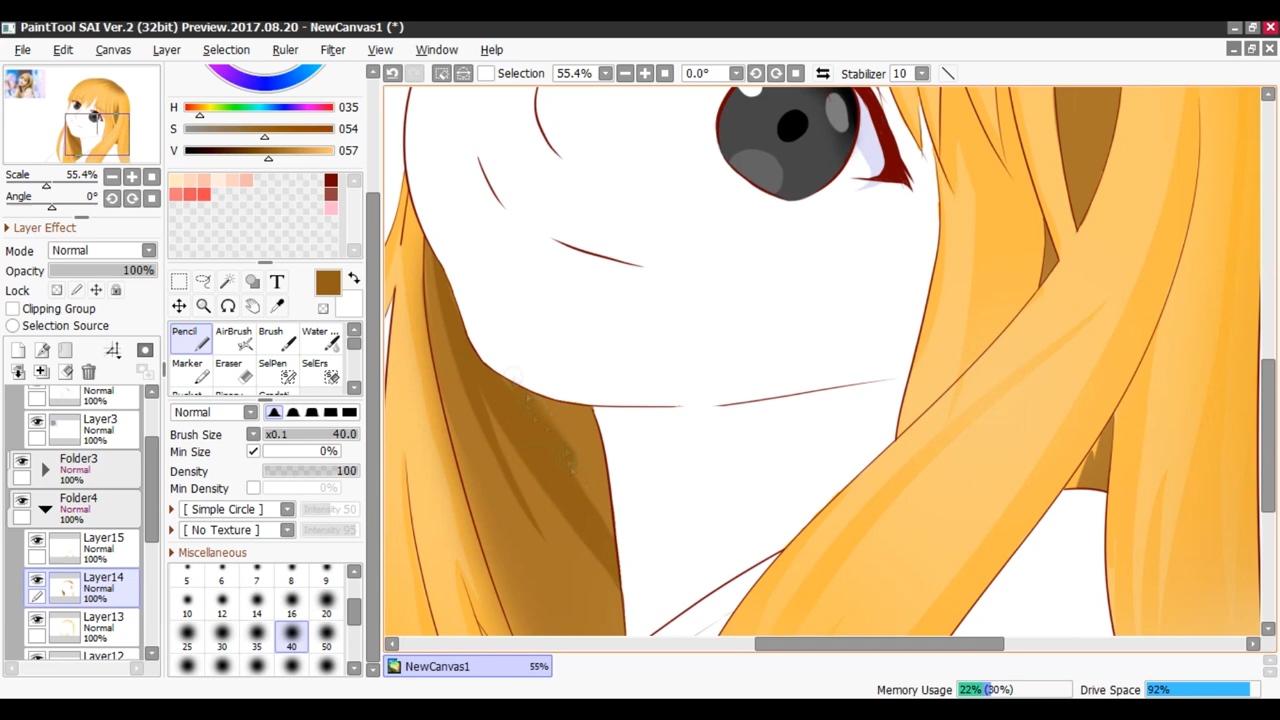 PaintTool SAI Ver.2 (32bit) Preview.2017.08.20 - NewCanvas1 (*)
File Edit Canvas Layer Selection Ruler Filter View Window Help
Selection 55.4% 0.0° Stabilizer 10
H 035
S 054
V 057
Scale 55.4%
Angle 0°
Layer Effect
Mode Normal
Opacity 100%
Lock
Clipping Group
Selection Source
Normal
100%
Layer3
Normal
100%
Folder3
Normal
100%
Folder4
Normal
100%
Layer15
Normal
100%
Layer14
Normal
100%
Layer13
Normal
100%
Layer12
T
Pencil AirBrush Brush Water ...
Marker Eraser SelPen SelErs
Normal
Brush Size x0.1 40.0
Min Size 0%
Density 100
Min Density 0%
[ Simple Circle ] Intensity 50
[ No Texture ] Intensity 95
Miscellaneous
5 6 7 8 9
10 12 14 16 20
25 30 35 40 50
NewCanvas1 55%
Memory Usage 22% (30%) Drive Space 92%